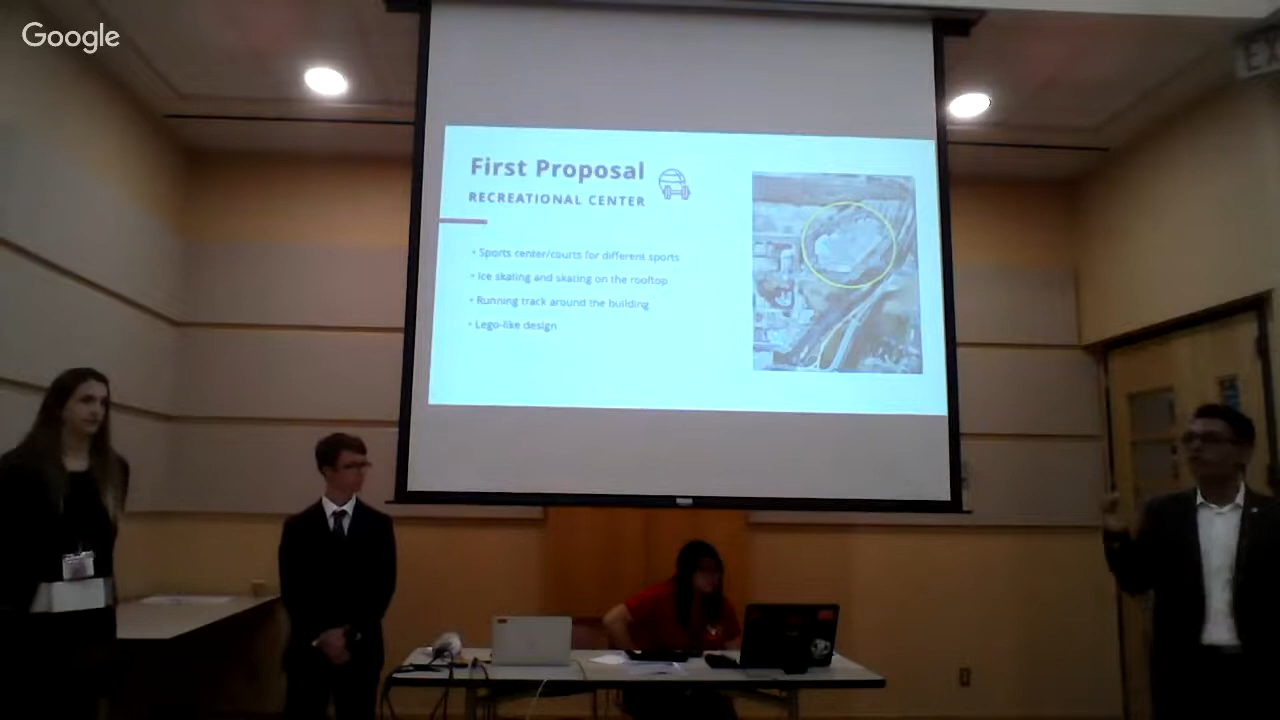 Google
EX
First Proposal
RECREATIONAL CENTER
• Sports center/courts for different sports
• Ice skating and skating on the rooftop
• Running track around the building
• Lego-like design